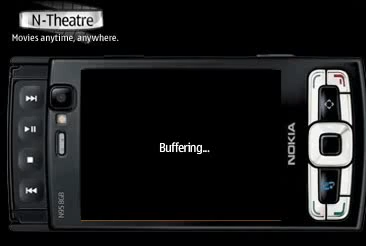 N-Theatre
Movies anytime, anywhere.
Buffering...
NOKIA
N95 8GB